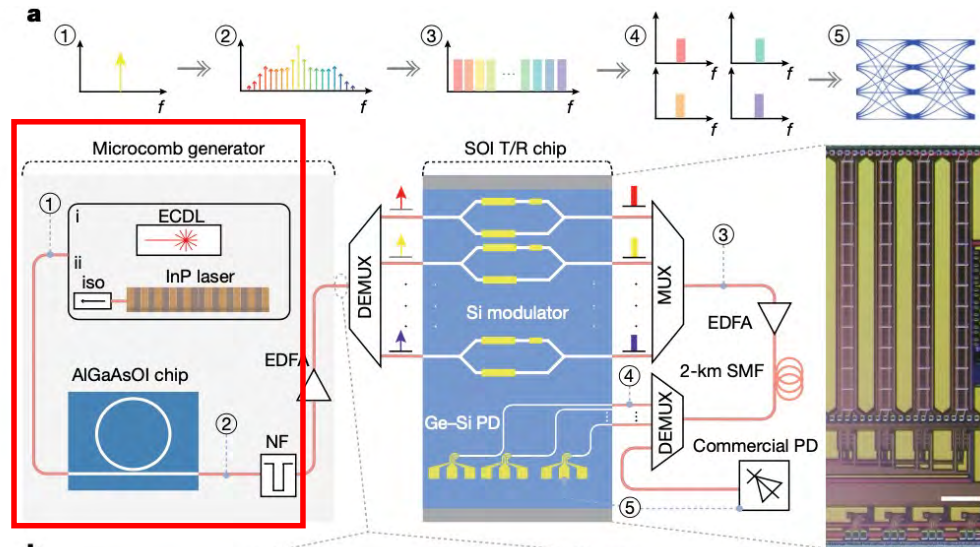 a
① ② ③ ④ ⑤
f f ... f f f
f f
Microcomb generator
SOI T/R chip
①
i
ECDL
ii
iso
InP laser
DEMUX
MUX
③
Si modulator
EDFA
EDFA
2-km SMF
AlGaAsOI chip
②
NF
④
Ge–Si PD
DEMUX
Commercial PD
⑤